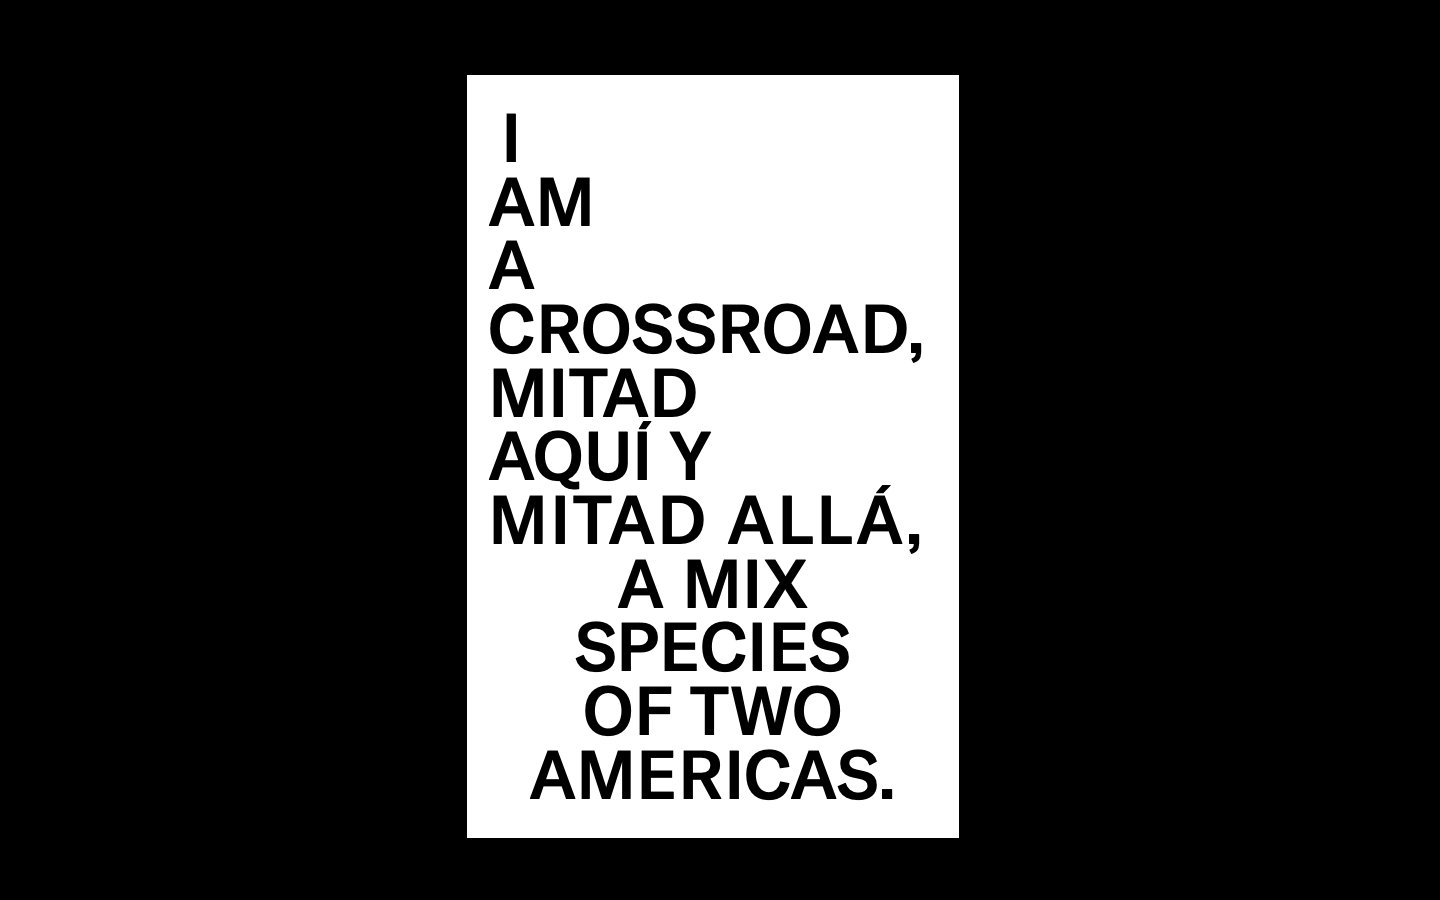 I
AM
A
CROSSROAD,
MITAD
AQUÍ Y
MITAD ALLÁ,
A MIX
SPECIES
OF TWO
AMERICAS.